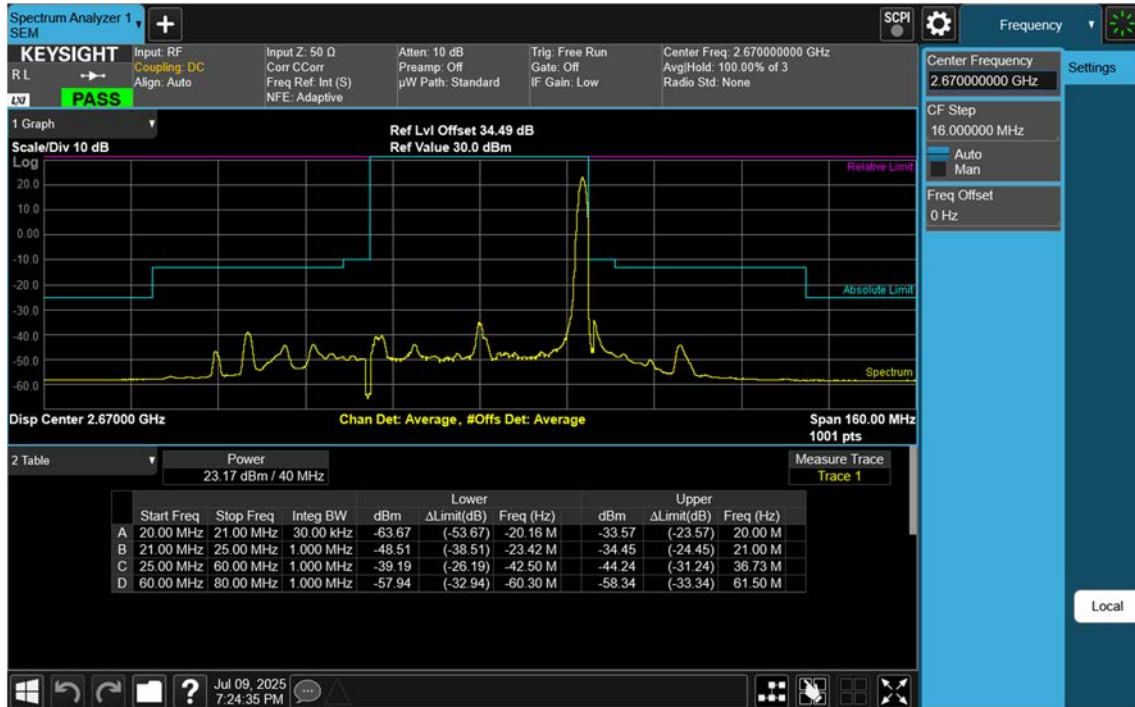 Spectrum Analyzer 1
SEM
SCPI
Frequency
KEYSIGHT
R L
LXI
PASS
Input: RF
Coupling: DC
Align: Auto
Input Z: 50 Ω
Corr CCorr
Freq Ref: Int (S)
NFE: Adaptive
Atten: 10 dB
Preamp: Off
µW Path: Standard
Trig: Free Run
Gate: Off
IF Gain: Low
Center Freq: 2.670000000 GHz
Avg|Hold: 100.00% of 3
Radio Std: None
Center Frequency
2.670000000 GHz
Settings
CF Step
16.000000 MHz
Auto
Man
Freq Offset
0 Hz
1 Graph
Scale/Div 10 dB
Ref Lvl Offset 34.49 dB
Ref Value 30.0 dBm
Log
20.0
10.0
0.00
-10.0
-20.0
-30.0
-40.0
-50.0
-60.0
Relative Limit
Absolute Limit
Spectrum
Disp Center 2.67000 GHz
Chan Det: Average, #Offs Det: Average
Span 160.00 MHz
1001 pts
2 Table
Power
23.17 dBm / 40 MHz
Measure Trace
Trace 1
Lower Upper
Start Freq Stop Freq Integ BW dBm ΔLimit(dB) Freq (Hz) dBm ΔLimit(dB) Freq (Hz)
A 20.00 MHz 21.00 MHz 30.00 kHz -63.67 (-53.67) -20.16 M -33.57 (-23.57) 20.00 M
B 21.00 MHz 25.00 MHz 1.000 MHz -48.51 (-38.51) -23.42 M -34.45 (-24.45) 21.00 M
C 25.00 MHz 60.00 MHz 1.000 MHz -39.19 (-26.19) -42.50 M -44.24 (-31.24) 36.73 M
D 60.00 MHz 80.00 MHz 1.000 MHz -57.94 (-32.94) -60.30 M -58.34 (-33.34) 61.50 M
Local
?
Jul 09, 2025
7:24:35 PM